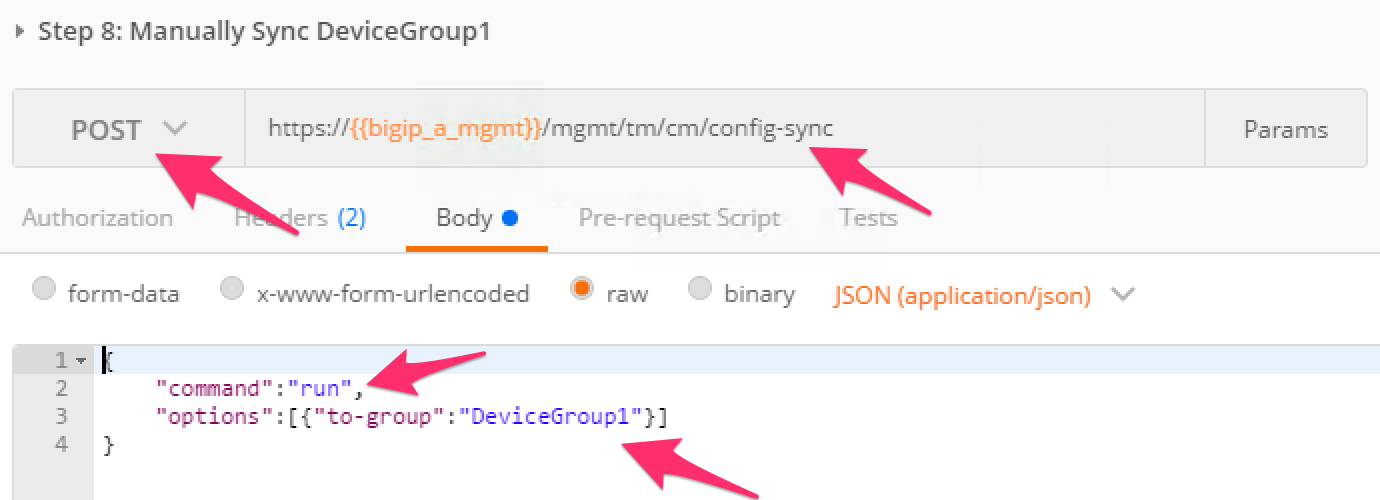 Step 8: Manually Sync DeviceGroup1
POST https://{{bigip_a_mgmt}}/mgmt/tm/cm/config-sync Params
Authorization Headers (2) Body Pre-request Script Tests
form-data x-www-form-urlencoded raw binary JSON (application/json)
1 {
2 "command":"run",
3 "options":[{"to-group":"DeviceGroup1"}]
4 }